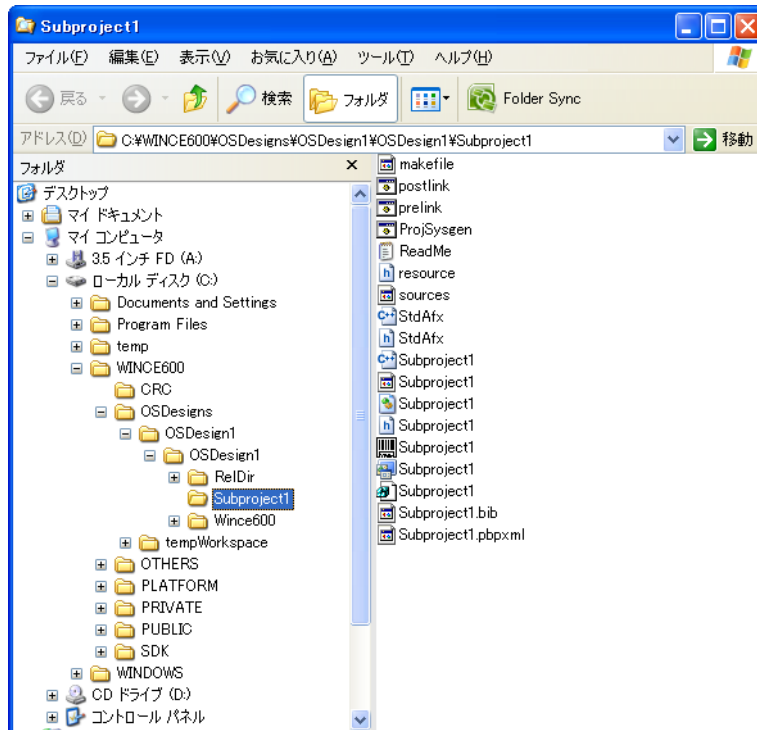 Subproject1
ファイル(F) 編集(E) 表示(V) お気に入り(A) ツール(T) ヘルプ(H)
戻る 検索 フォルダ Folder Sync
アドレス(D) C:¥WINCE600¥OSDesigns¥OSDesign1¥OSDesign1¥Subproject1 移動
フォルダ
デスクトップ
マイ ドキュメント
マイ コンピュータ
3.5 インチ FD (A:)
ローカル ディスク (C:)
Documents and Settings
Program Files
temp
WINCE600
CRC
OSDesigns
OSDesign1
OSDesign1
RelDir
Subproject1
Wince600
tempWorkspace
OTHERS
PLATFORM
PRIVATE
PUBLIC
SDK
WINDOWS
CD ドライブ (D:)
コントロール パネル
makefile
postlink
prelink
ProjSysgen
ReadMe
resource
sources
StdAfx
StdAfx
Subproject1
Subproject1
Subproject1
Subproject1
Subproject1
Subproject1
Subproject1
Subproject1.bib
Subproject1.pbpxml